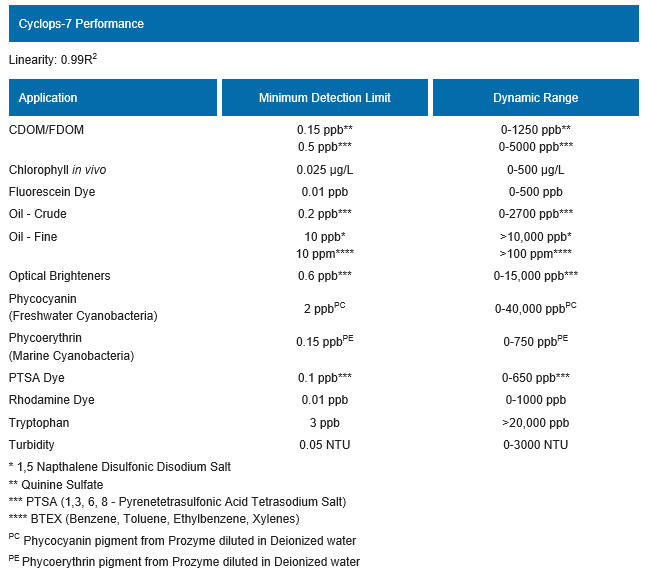 Cyclops-7 Performance
Linearity: 0.99R²
Application Minimum Detection Limit Dynamic Range
CDOM/FDOM 0.15 ppb** 0-1250 ppb**
0.5 ppb*** 0-5000 ppb***
Chlorophyll in vivo 0.025 µg/L 0-500 µg/L
Fluorescein Dye 0.01 ppb 0-500 ppb
Oil - Crude 0.2 ppb*** 0-2700 ppb***
Oil - Fine 10 ppb* >10,000 ppb*
10 ppm**** >100 ppm****
Optical Brighteners 0.6 ppb*** 0-15,000 ppb***
Phycocyanin
(Freshwater Cyanobacteria) 2 ppbPC 0-40,000 ppbPC
Phycoerythrin 0.15 ppbPE 0-750 ppbPE
(Marine Cyanobacteria)
PTSA Dye 0.1 ppb*** 0-650 ppb***
Rhodamine Dye 0.01 ppb 0-1000 ppb
Tryptophan 3 ppb >20,000 ppb
Turbidity 0.05 NTU 0-3000 NTU
* 1,5 Napthalene Disulfonic Disodium Salt
** Quinine Sulfate
*** PTSA (1,3, 6, 8 - Pyrenetetrasulfonic Acid Tetrasodium Salt)
**** BTEX (Benzene, Toluene, Ethylbenzene, Xylenes)
PC Phycocyanin pigment from Prozyme diluted in Deionized water
PE Phycoerythrin pigment from Prozyme diluted in Deionized water